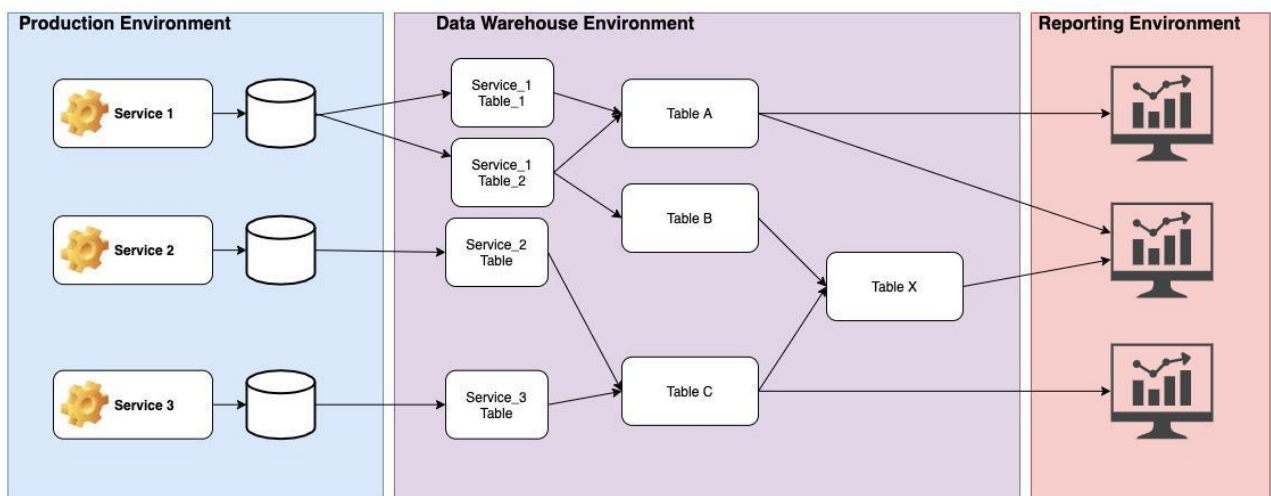 Production Environment
Data Warehouse Environment
Reporting Environment
Service 1
Service_1
Table_1
Table A
Service_1
Table_2
Table B
Service 2
Service_2
Table
Table X
Service 3
Service_3
Table
Table C